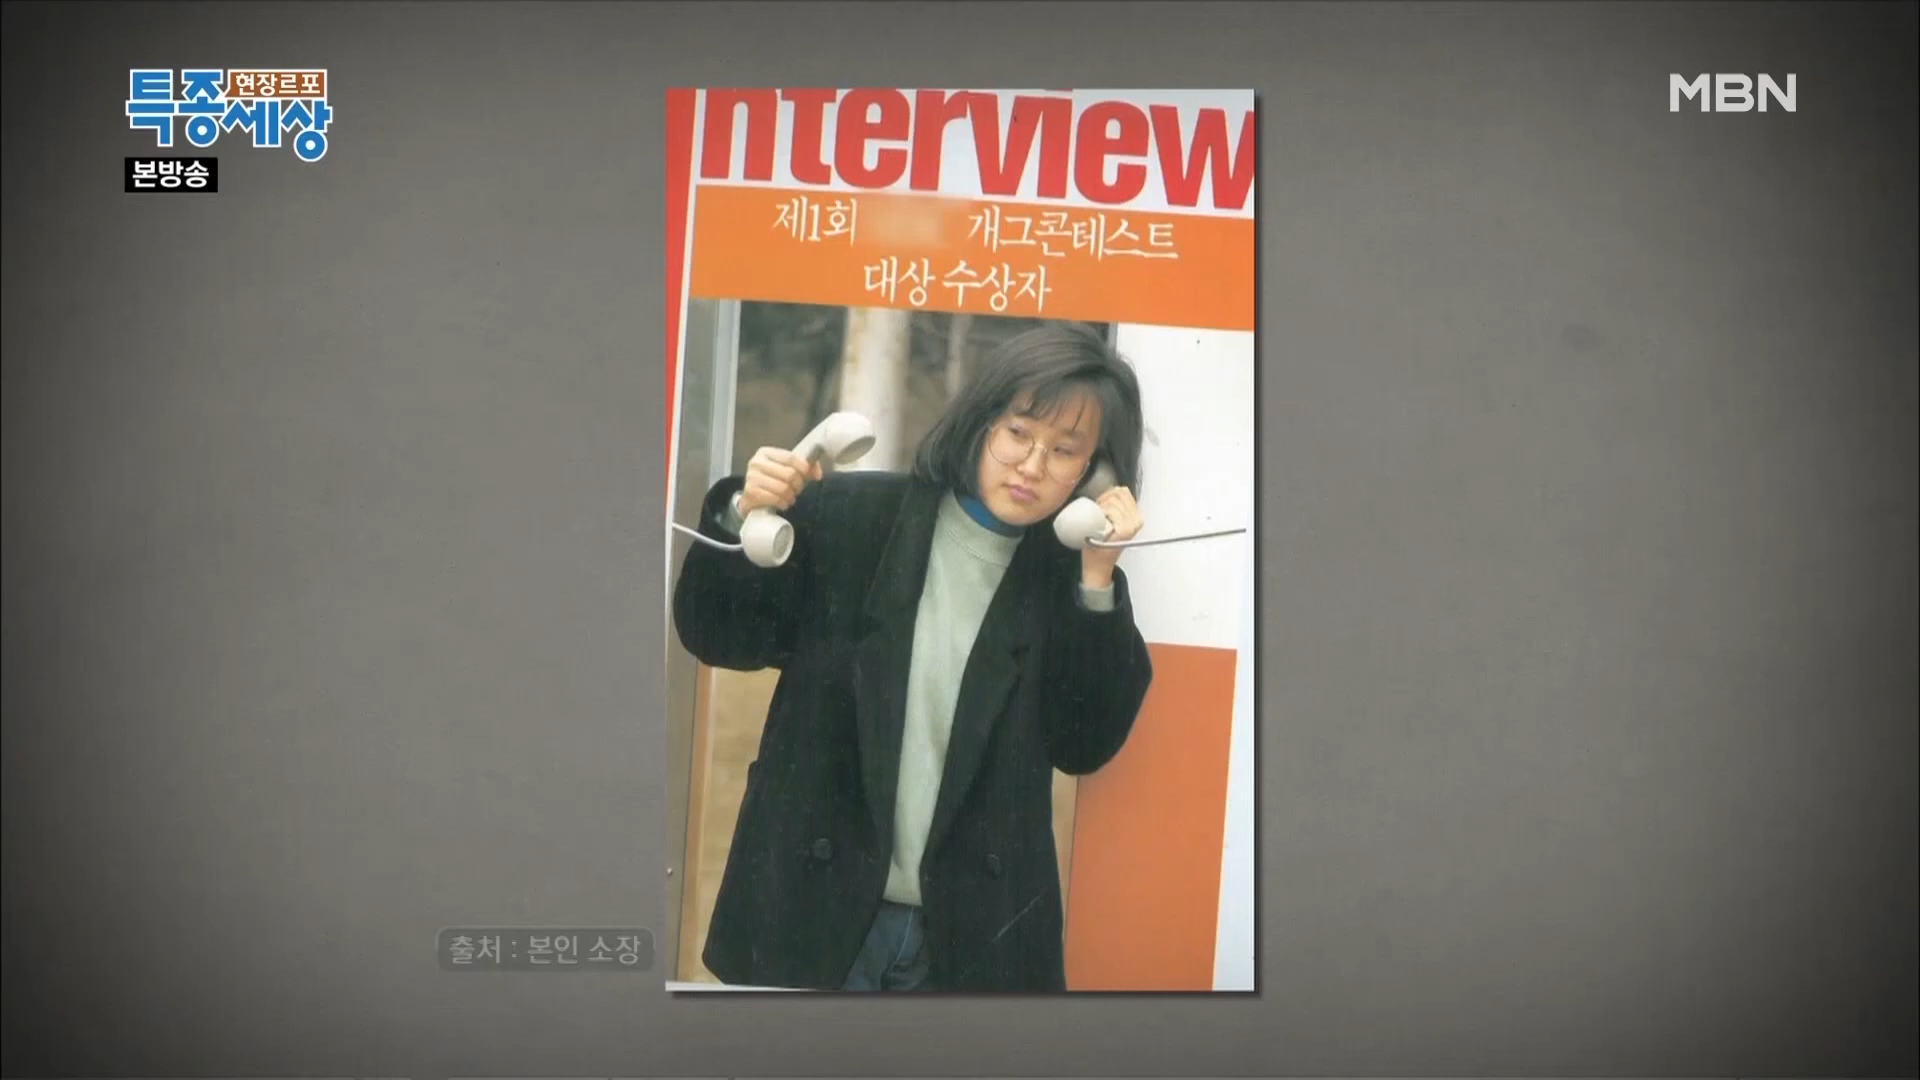 현장르포
특종세상
본방송
MBN
nterview
제1회 개그콘테스트
대상 수상자
출처 : 본인 소장